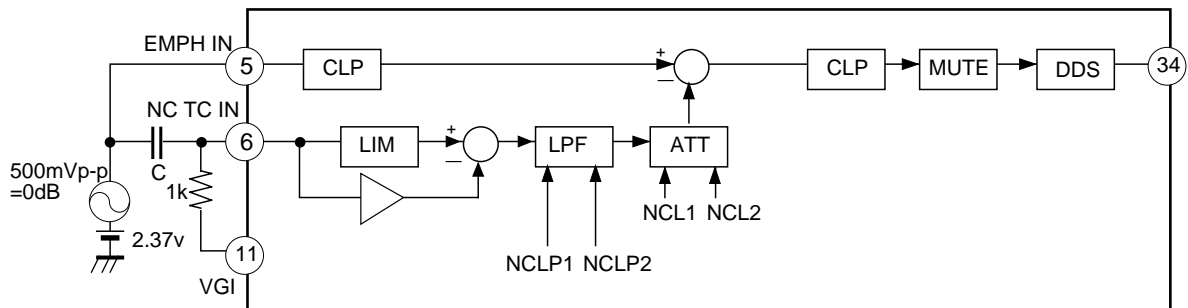 EMPH IN
5
CLP
+
−
CLP
MUTE
DDS
34
NC TC IN
6
LIM
+
−
LPF
ATT
500mVp-p
=0dB
C
1k
NCL1
NCL2
2.37v
11
VGI
NCLP1
NCLP2